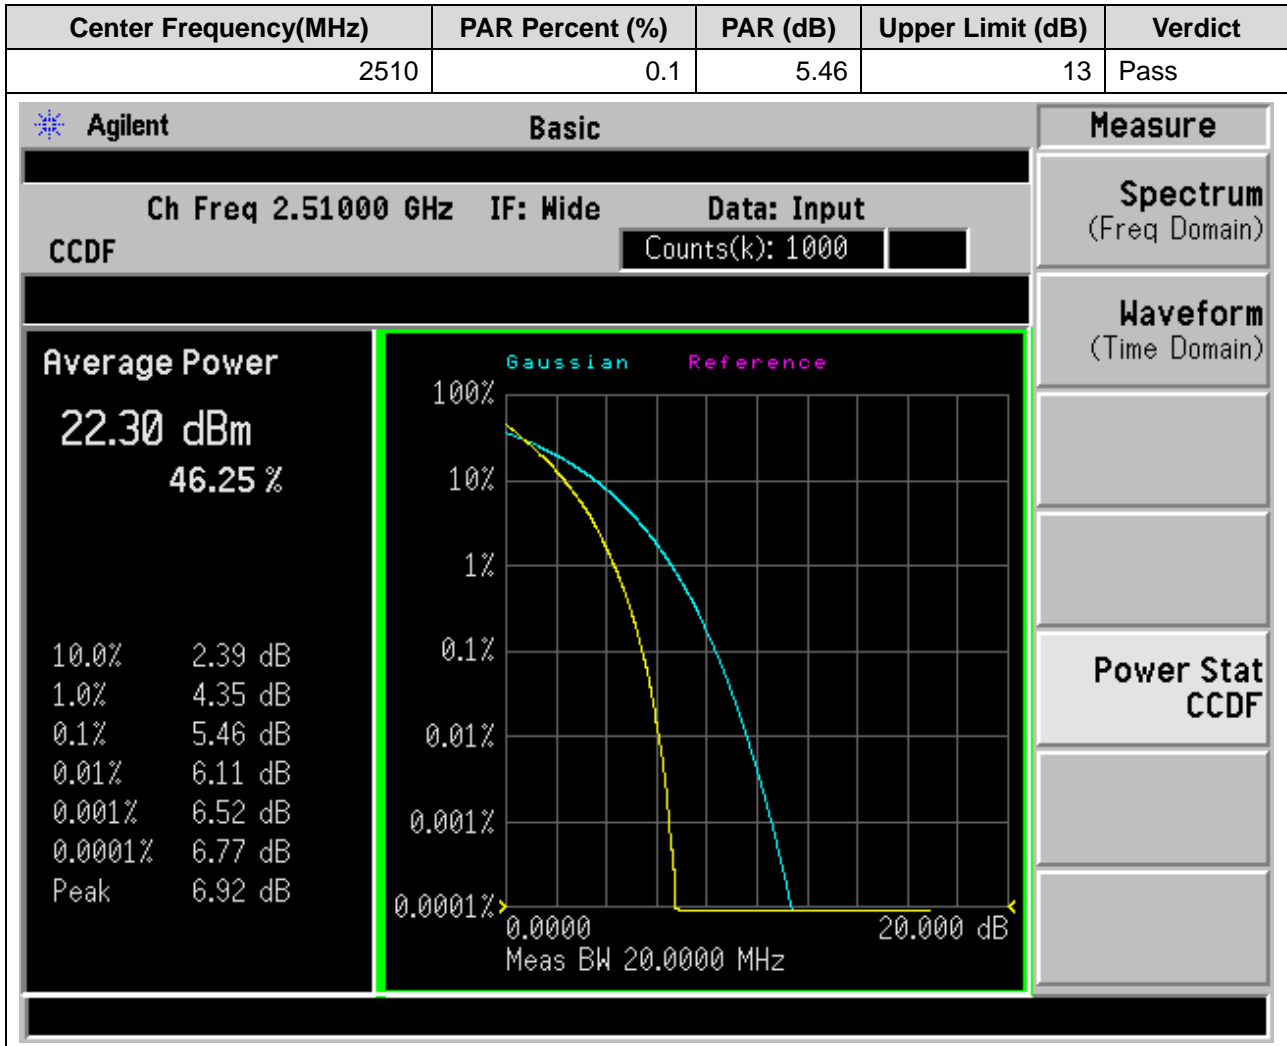 Center Frequency(MHz) PAR Percent (%) PAR (dB) Upper Limit (dB) Verdict
2510 0.1 5.46 13 Pass
Agilent Basic Measure
Ch Freq 2.51000 GHz IF: Wide Data: Input
CCDF Counts(k): 1000
Spectrum
(Freq Domain)
Waveform
(Time Domain)
Power Stat
CCDF
Average Power
22.30 dBm
46.25 %
10.0% 2.39 dB
1.0% 4.35 dB
0.1% 5.46 dB
0.01% 6.11 dB
0.001% 6.52 dB
0.0001% 6.77 dB
Peak 6.92 dB
Gaussian Reference
100%
10%
1%
0.1%
0.01%
0.001%
0.0001%
0.0000 20.000 dB
Meas BW 20.0000 MHz